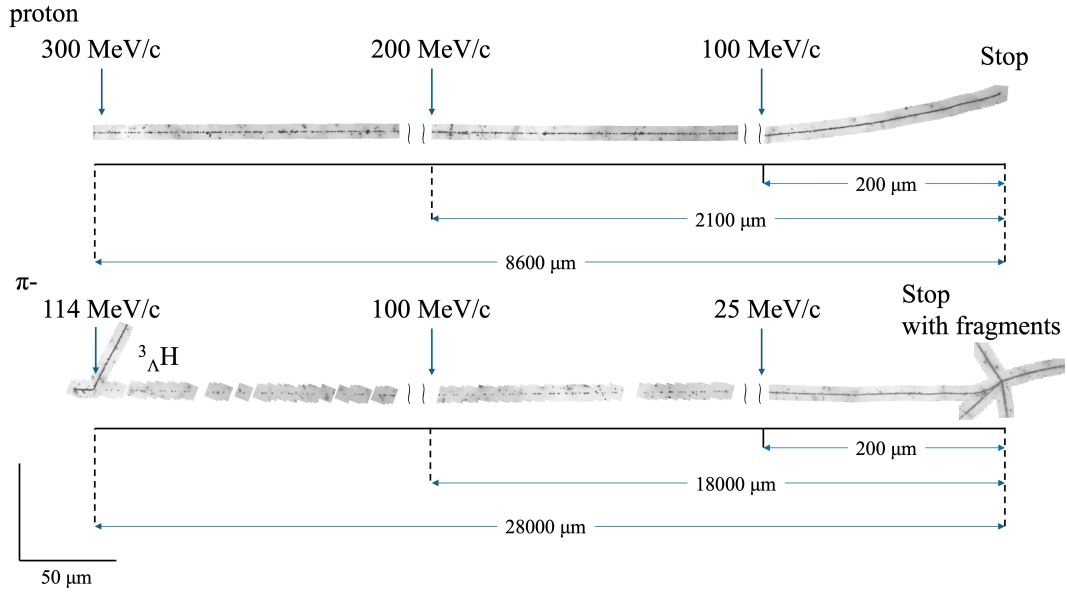 proton
300 MeV/c
200 MeV/c
100 MeV/c
Stop
200 μm
2100 μm
8600 μm
π-
114 MeV/c
100 MeV/c
25 MeV/c
Stop
with fragments
³ΛH
200 μm
18000 μm
28000 μm
50 μm